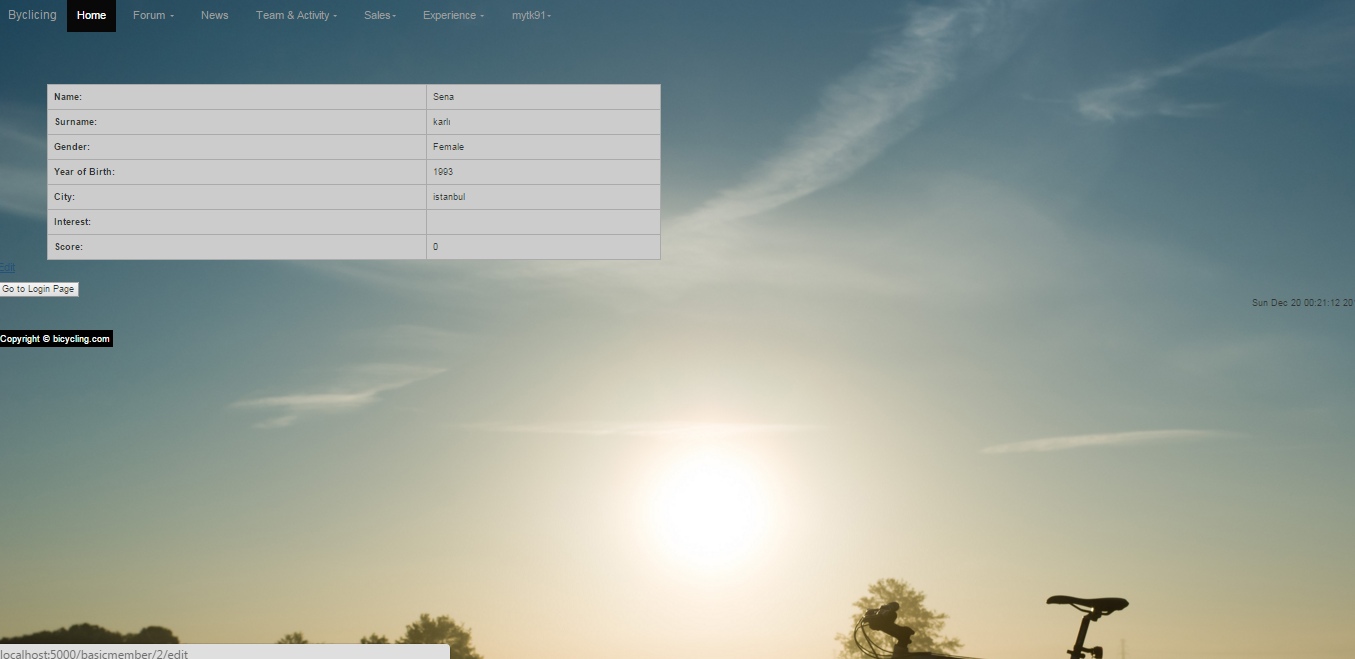 Byclicing Home Forum News Team & Activity Sales Experience mytk91
Name: Sena
Surname: karlı
Gender: Female
Year of Birth: 1993
City: istanbul
Interest:
Score: 0
Edit
Go to Login Page
Sun Dec 20 00:21:12 20
Copyright © bicycling.com
localhost:5000/basicmember/2/edit